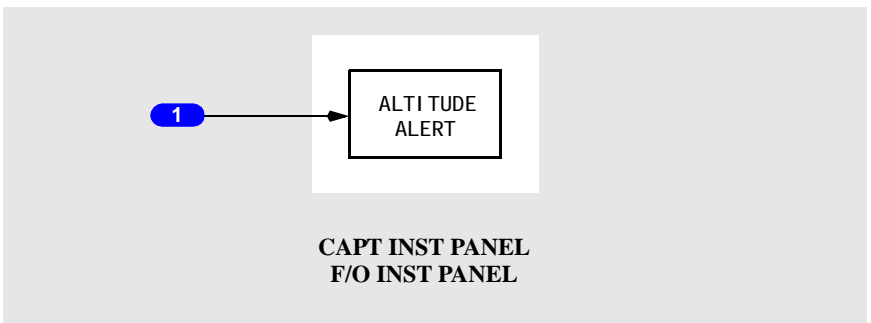 1
ALTITUDE
ALERT
CAPT INST PANEL
F/O INST PANEL